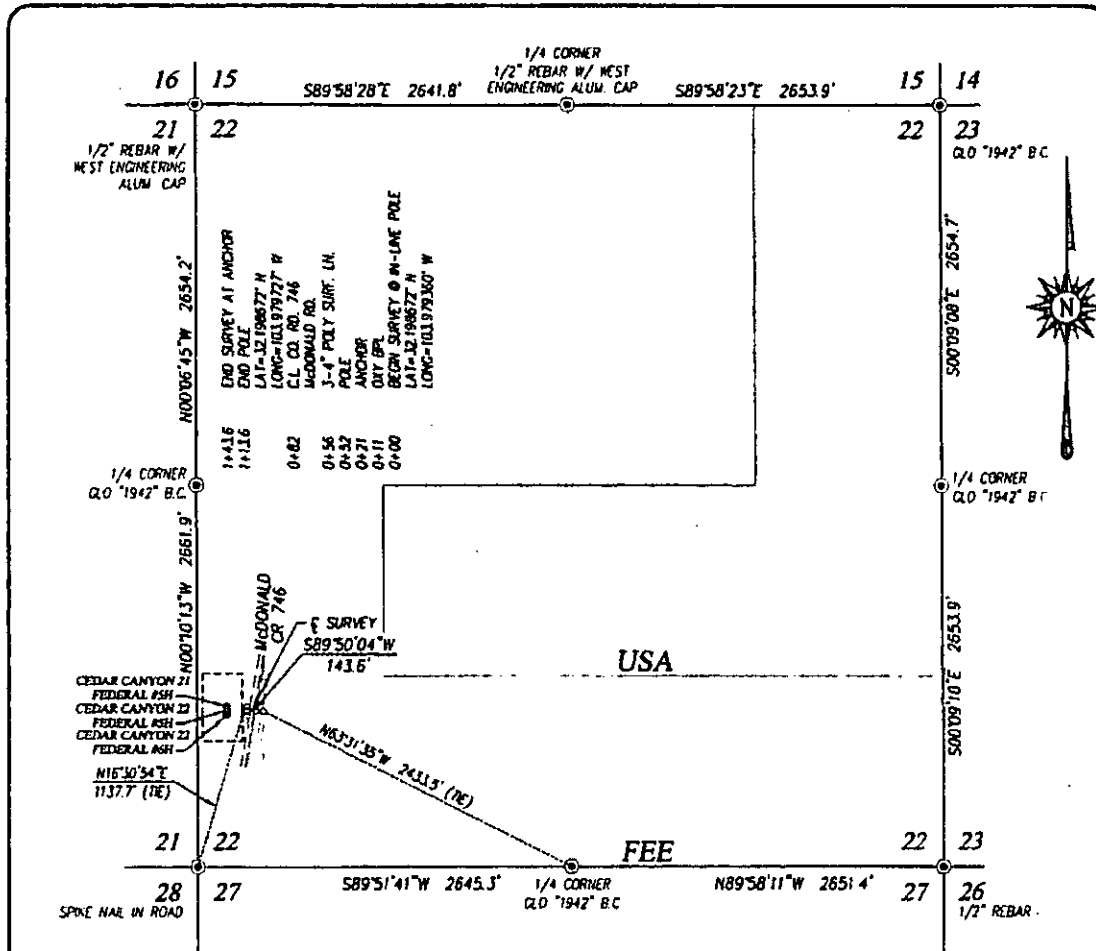 1/4 CORNER
1/2" REBAR W/ WEST
ENGINEERING ALUM. CAP
16 15
S89°58'28"E 2641.8'
S89°58'23"E 2653.9'
15 14
21 22
22 23
1/2" REBAR W/
WEST ENGINEERING
ALUM. CAP
GLO "1942" B.C.
N00°06'45"W 2654.2'
1+43.6 END SURVEY AT ANCHOR
1+13.6 END POLE
LAT=32.198672° N
LONG=103.979727° W
0+82 C.L. CO. RD. 746
McDONALD RD.
0+56 3-4" POLY SURF. LN.
0+52 POLE
0+21 ANCHOR
0+11 OXY BPL
0+00 BEGIN SURVEY @ IN-LINE POLE
LAT=32.198672° N
LONG=103.979360° W
S00°09'08"E 2654.7'
N
1/4 CORNER
GLO "1942" B.C.
1/4 CORNER
GLO "1942" B.C.
N00°10'13"W 2661.9'
McDONALD
CR 746
℄ SURVEY
S89°50'04"W
143.6'
USA
S00°09'10"E 2653.9'
CEDAR CANYON 21
FEDERAL #5H
CEDAR CANYON 22
FEDERAL #5H
CEDAR CANYON 22
FEDERAL #6H
N63°31'35"W 2433.5' (TIE)
N16°30'54"E
1137.7' (TIE)
21 22
FEE
22 23
28 27
S89°51'41"W 2645.3'
1/4 CORNER
GLO "1942" B.C.
N89°58'11"W 2651.4'
27 26
SPIKE NAIL IN ROAD
1/2" REBAR